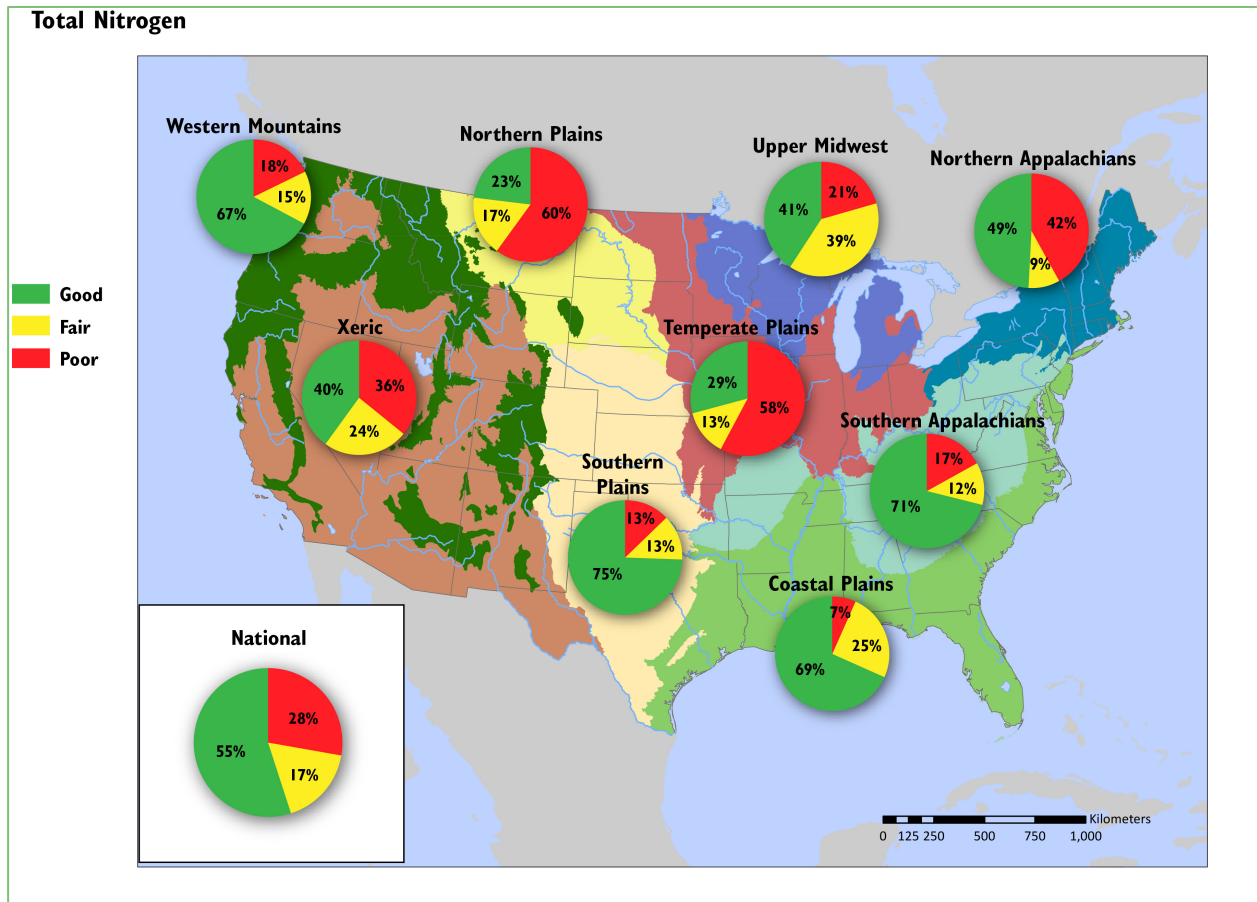 Total Nitrogen
Western Mountains
18%
15%
67%
Northern Plains
23%
17%
60%
Upper Midwest
21%
41%
39%
Northern Appalachians
49%
42%
9%
Good
Fair
Poor
Xeric
40%
36%
24%
Temperate Plains
29%
13%
58%
Southern Appalachians
17%
12%
71%
Southern
Plains
13%
13%
75%
Coastal Plains
7%
25%
69%
National
28%
55%
17%
Kilometers
0 125 250 500 750 1,000